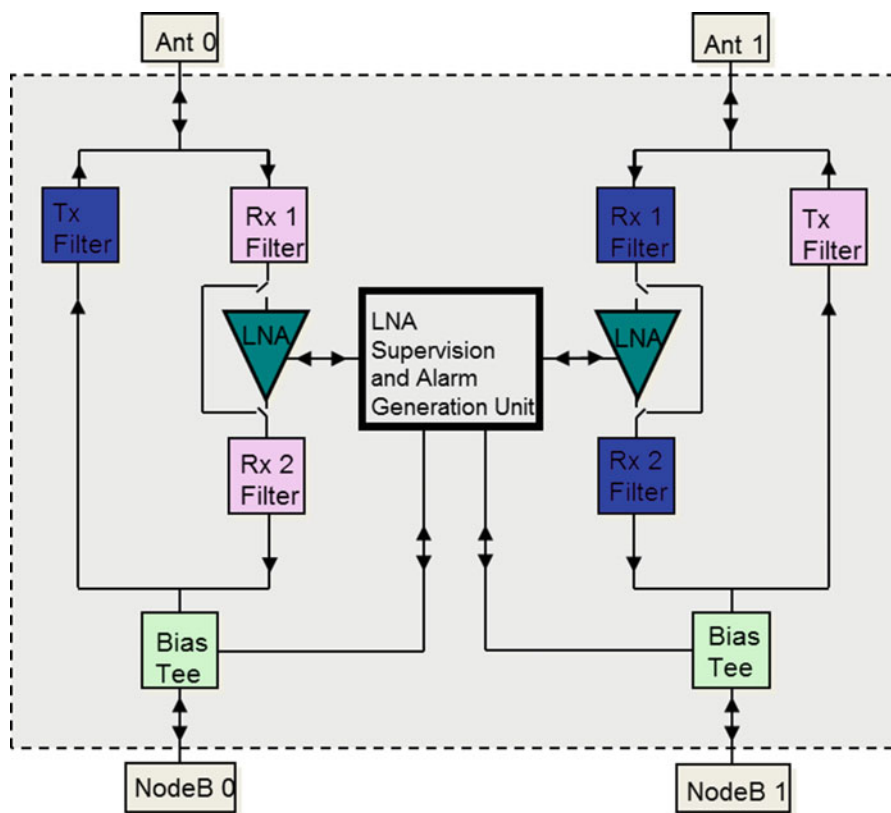 Ant 0
Ant 1
Tx
Filter
Rx 1
Filter
Rx 1
Filter
Tx
Filter
LNA
LNA
Supervision
and Alarm
Generation Unit
LNA
Rx 2
Filter
Rx 2
Filter
Bias
Tee
Bias
Tee
NodeB 0
NodeB 1